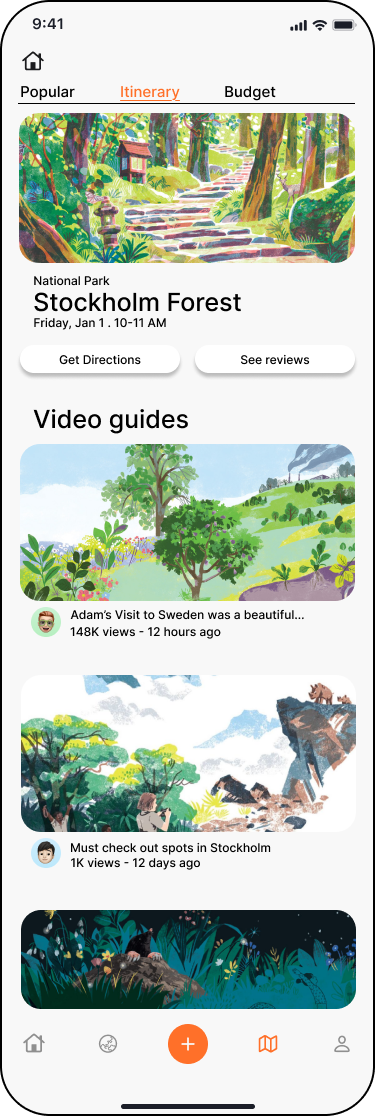 9:41
Popular
Itinerary
Budget
National Park
Stockholm Forest
Friday, Jan 1 . 10-11 AM
Get Directions
See reviews
Video guides
Adam's Visit to Sweden was a beautiful...
148K views - 12 hours ago
Must check out spots in Stockholm
1K views - 12 days ago